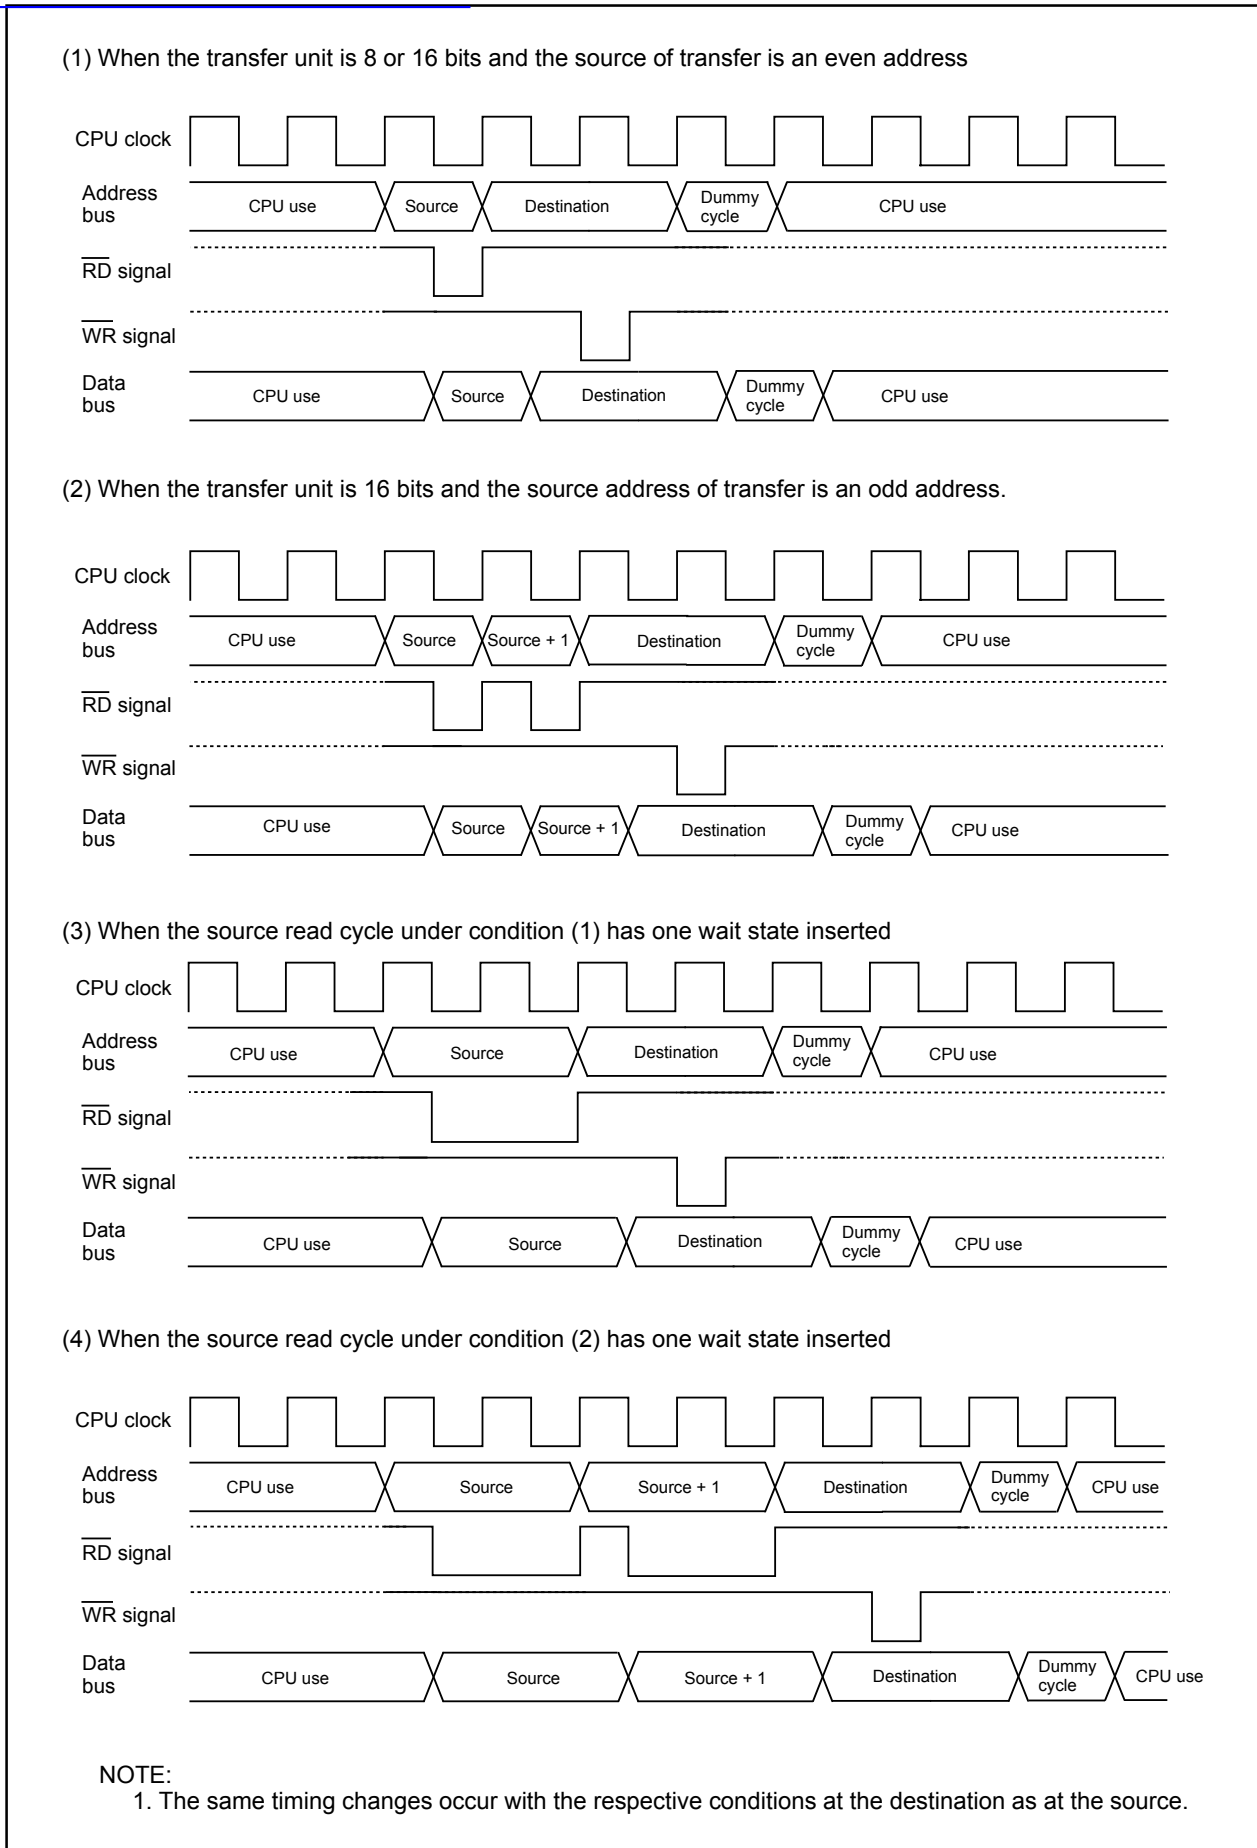 (1) When the transfer unit is 8 or 16 bits and the source of transfer is an even address
CPU clock
Address
bus
CPU use Source Destination Dummy cycle CPU use
RD signal
WR signal
Data
bus
CPU use Source Destination Dummy cycle CPU use
(2) When the transfer unit is 16 bits and the source address of transfer is an odd address.
CPU clock
Address
bus
CPU use Source Source + 1 Destination Dummy cycle CPU use
RD signal
WR signal
Data
bus
CPU use Source Source + 1 Destination Dummy cycle CPU use
(3) When the source read cycle under condition (1) has one wait state inserted
CPU clock
Address
bus
CPU use Source Destination Dummy cycle CPU use
RD signal
WR signal
Data
bus
CPU use Source Destination Dummy cycle CPU use
(4) When the source read cycle under condition (2) has one wait state inserted
CPU clock
Address
bus
CPU use Source Source + 1 Destination Dummy cycle CPU use
RD signal
WR signal
Data
bus
CPU use Source Source + 1 Destination Dummy cycle CPU use
NOTE:
1. The same timing changes occur with the respective conditions at the destination as at the source.